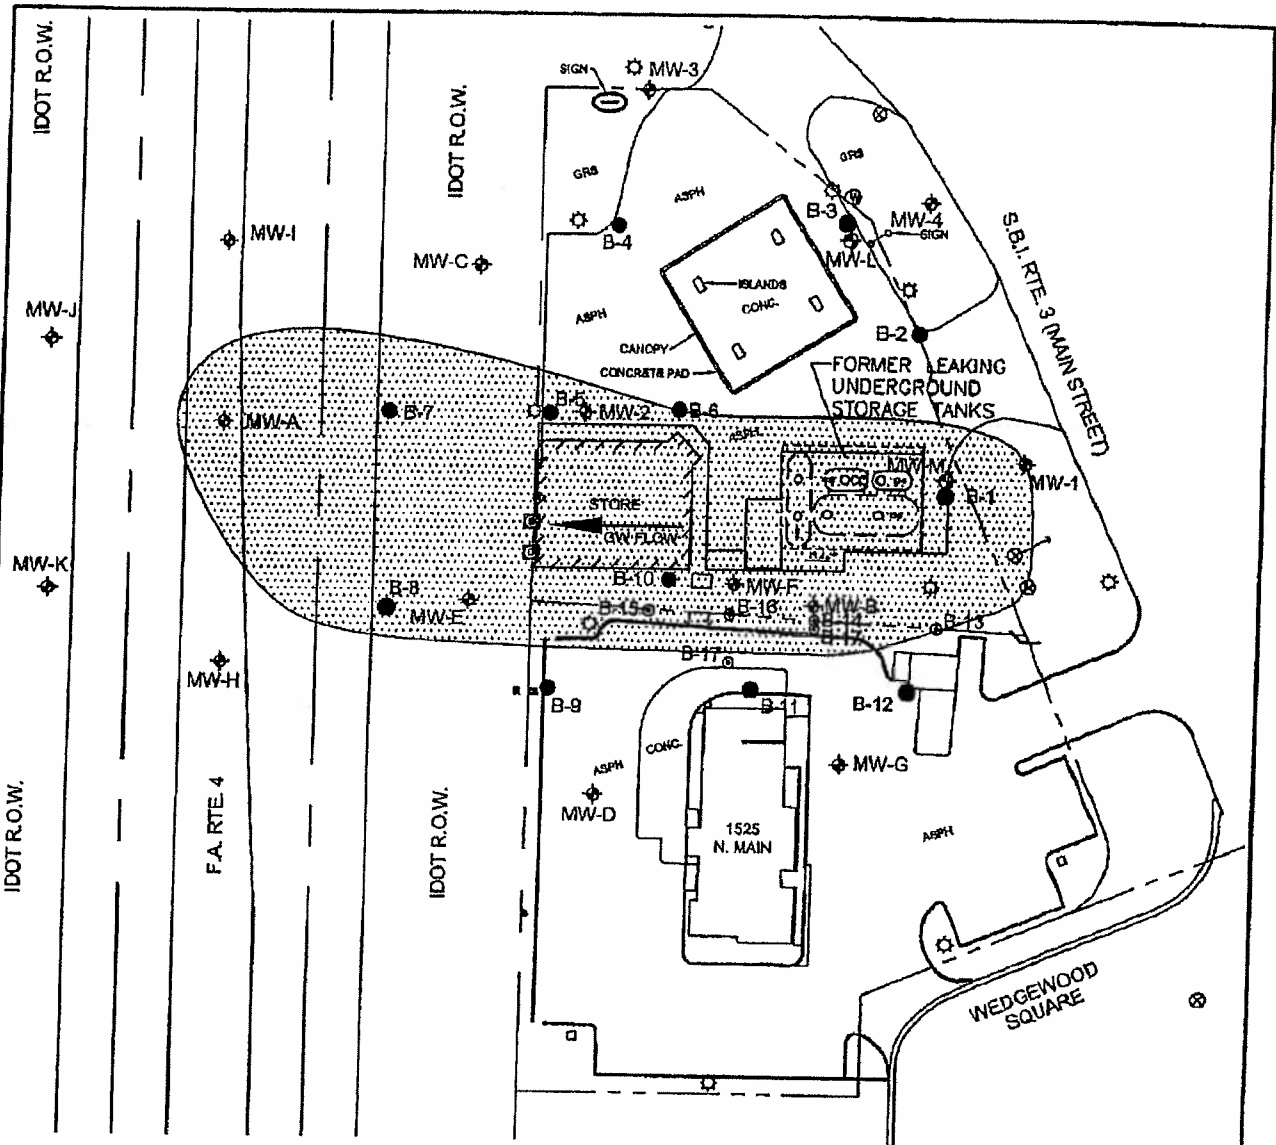 IDOT R.O.W.
IDOT R.O.W.
SIGN
MW-3
GRS
GRS
ASPH
B-3
MW-4
SIGN
MW-L
B-4
MW-I
MW-C
S.B.I. RTE. 3 (MAIN STREET)
ISLANDS
CONC.
MW-J
ASPH
B-2
CANOPY
CONCRETE PAD
FORMER LEAKING
UNDERGROUND
STORAGE TANKS
MW-A
B-7
B-5
MW-2
B-6
ASPH
MW-M
B-1
MW-1
STORE
GW FLOW
MW-K
B-8
MW-E
B-10
MW-F
B-15
B-16
MW-B
B-14
B-13
B-17
MW-H
B-9
B-11
B-12
CONC.
ASPH
MW-D
MW-G
1525
N. MAIN
ASPH
IDOT R.O.W.
F.A. RTE. 4
IDOT R.O.W.
WEDGEWOOD
SQUARE